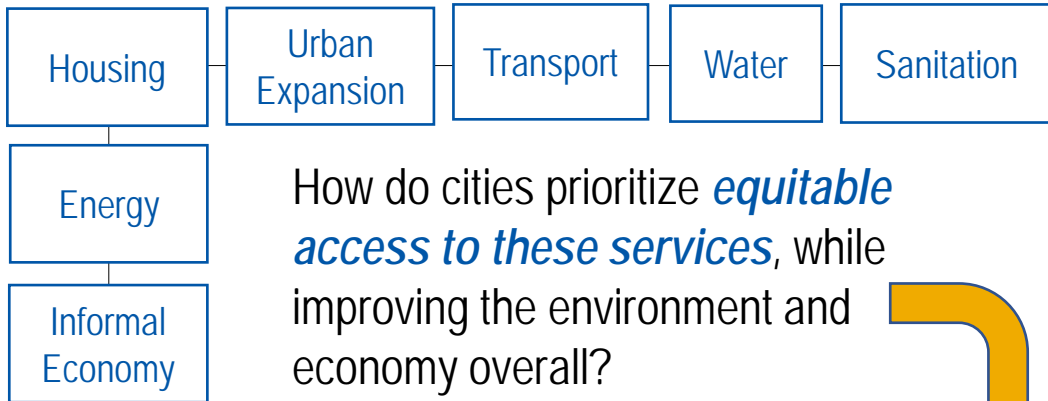 Housing
Urban
Expansion
Transport
Water
Sanitation
Energy
Informal
Economy
How do cities prioritize equitable
access to these services, while
improving the environment and
economy overall?